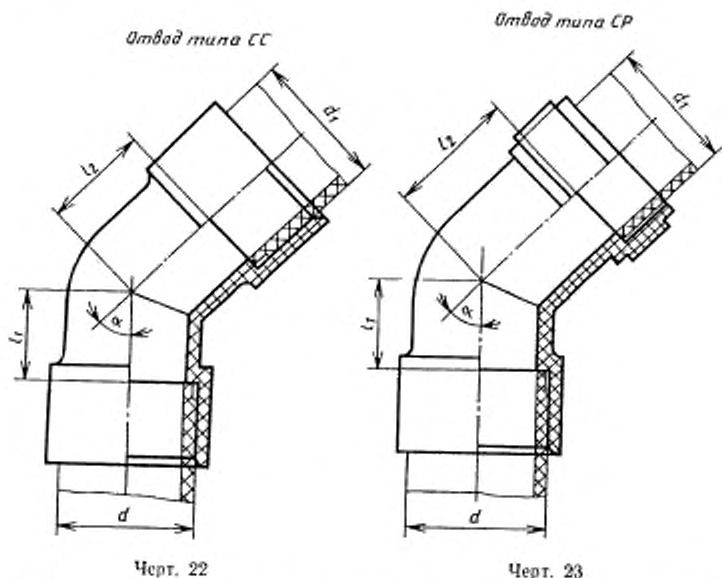 Отвод типа СС
Отвод типа СР
d₁
l₂
l₁
α
d
d₁
l₂
l₁
α
d
Черт. 22
Черт. 23